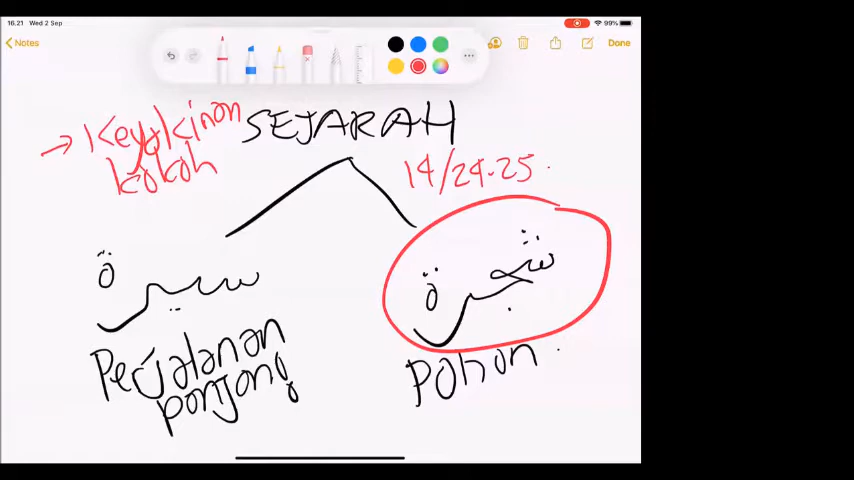 16.21 Wed 2 Sep
99%
Notes
Done
→ Keyakinan
kokoh
SEJARAH
14/24-25
سيرة
شجرة
Perjalanan
panjang
Pohon